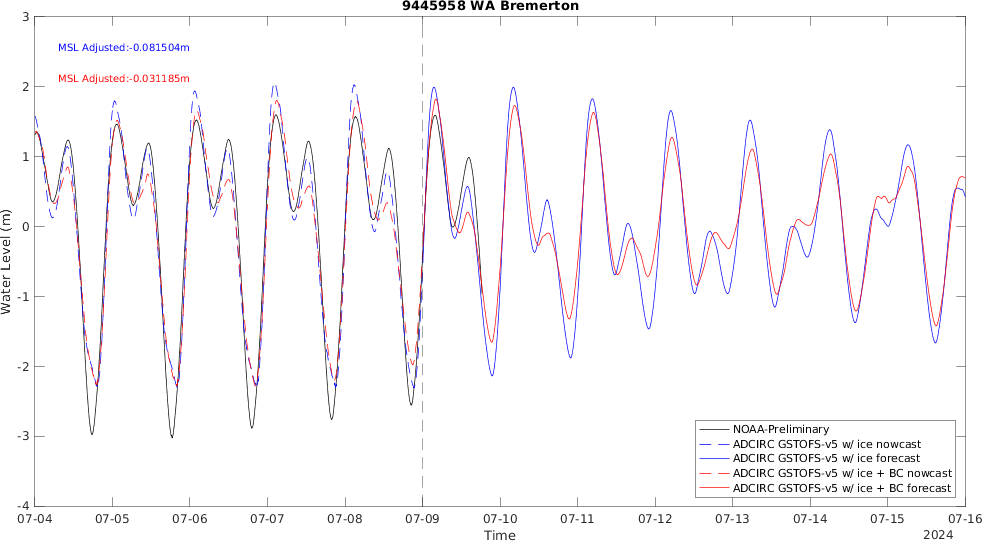 9445958 WA Bremerton
MSL Adjusted:-0.081504m
MSL Adjusted:-0.031185m
3
2
1
0
-1
-2
-3
-4
Water Level (m)
NOAA-Preliminary
ADCIRC GSTOFS-v5 w/ ice nowcast
ADCIRC GSTOFS-v5 w/ ice forecast
ADCIRC GSTOFS-v5 w/ ice + BC nowcast
ADCIRC GSTOFS-v5 w/ ice + BC forecast
07-04 07-05 07-06 07-07 07-08 07-09 07-10 07-11 07-12 07-13 07-14 07-15 07-16
Time
2024